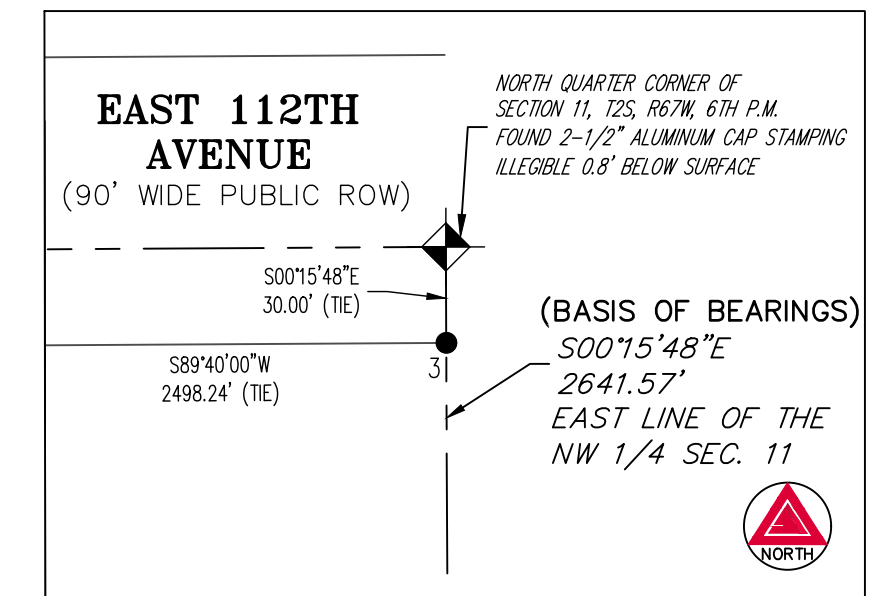 EAST 112TH
AVENUE
(90' WIDE PUBLIC ROW)
NORTH QUARTER CORNER OF
SECTION 11, T2S, R67W, 6TH P.M.
FOUND 2-1/2" ALUMINUM CAP STAMPING
ILLEGIBLE 0.8' BELOW SURFACE
S00°15'48"E
30.00' (TIE)
S89°40'00"W
2498.24' (TIE)
3
(BASIS OF BEARINGS)
S00°15'48"E
2641.57'
EAST LINE OF THE
NW 1/4 SEC. 11
NORTH